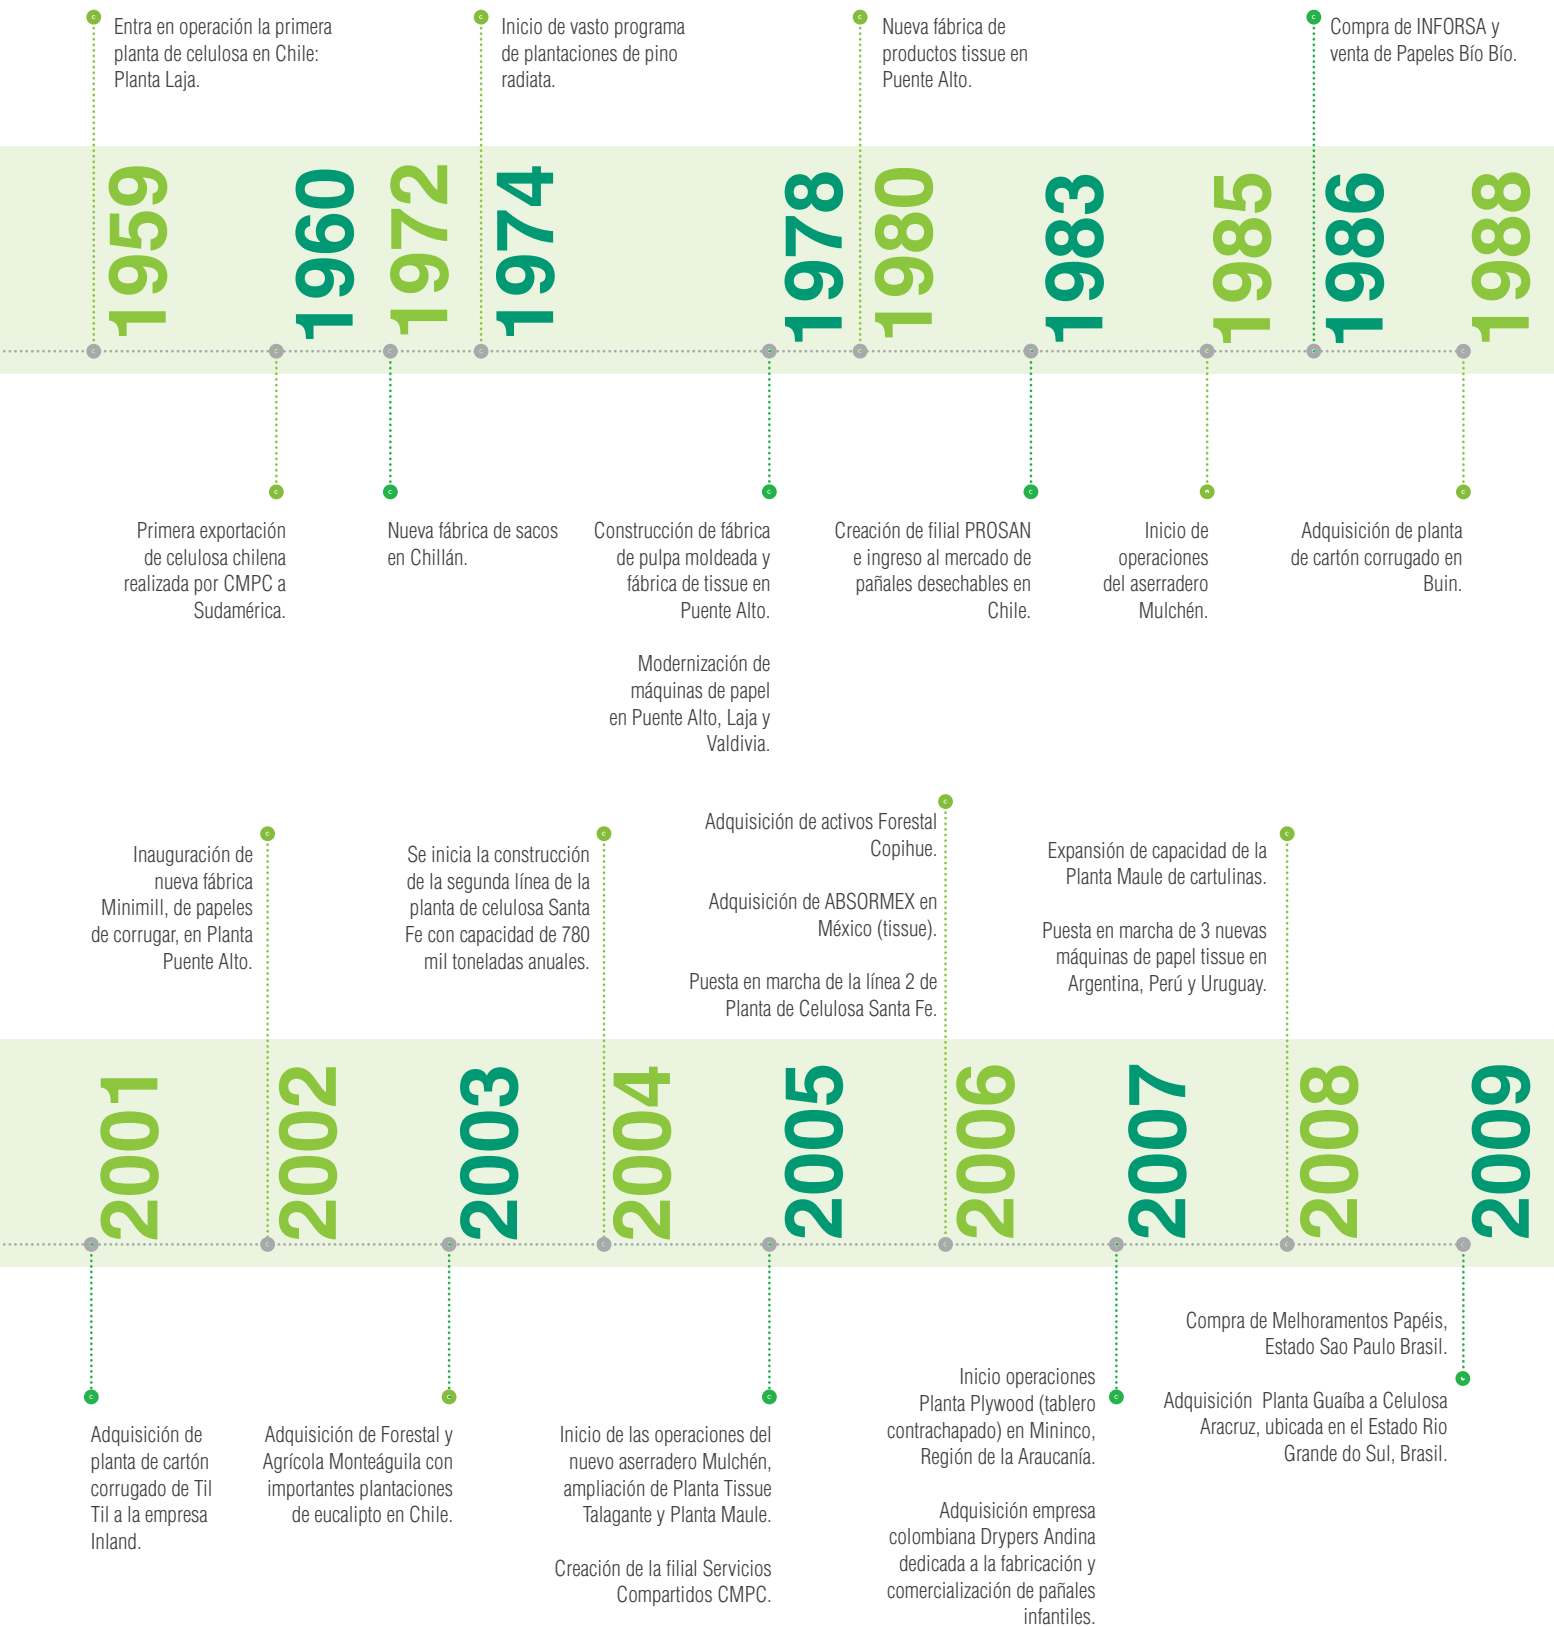 Entra en operación la primera
planta de celulosa en Chile:
Planta Laja.
Inicio de vasto programa
de plantaciones de pino
radiata.
Nueva fábrica de
productos tissue en
Puente Alto.
Compra de INFORSA y
venta de Papeles Bío Bío.
1959
1960
1972
1974
1978
1980
1983
1985
1986
1988
Primera exportación
de celulosa chilena
realizada por CMPC a
Sudamérica.
Nueva fábrica de sacos
en Chillán.
Construcción de fábrica
de pulpa moldeada y
fábrica de tissue en
Puente Alto.
Modernización de
máquinas de papel
en Puente Alto, Laja y
Valdivia.
Creación de filial PROSAN
e ingreso al mercado de
pañales desechables en
Chile.
Inicio de
operaciones
del aserradero
Mulchén.
Adquisición de planta
de cartón corrugado en
Buin.
Inauguración de
nueva fábrica
Minimill, de papeles
de corrugar, en Planta
Puente Alto.
Se inicia la construcción
de la segunda línea de la
planta de celulosa Santa
Fe con capacidad de 780
mil toneladas anuales.
Adquisición de activos Forestal
Copihue.
Adquisición de ABSORMEX en
México (tissue).
Puesta en marcha de la línea 2 de
Planta de Celulosa Santa Fe.
Expansión de capacidad de la
Planta Maule de cartulinas.
Puesta en marcha de 3 nuevas
máquinas de papel tissue en
Argentina, Perú y Uruguay.
2001
2002
2003
2004
2005
2006
2007
2008
2009
Adquisición de
planta de cartón
corrugado de Til
Til a la empresa
Inland.
Adquisición de Forestal y
Agrícola Monteáguila con
importantes plantaciones
de eucalipto en Chile.
Inicio de las operaciones del
nuevo aserradero Mulchén,
ampliación de Planta Tissue
Talagante y Planta Maule.
Creación de la filial Servicios
Compartidos CMPC.
Inicio operaciones
Planta Plywood (tablero
contrachapado) en Mininco,
Región de la Araucanía.
Adquisición empresa
colombiana Drypers Andina
dedicada a la fabricación y
comercialización de pañales
infantiles.
Compra de Melhoramentos Papéis,
Estado Sao Paulo Brasil.
Adquisición  Planta Guaíba a Celulosa
Aracruz, ubicada en el Estado Rio
Grande do Sul, Brasil.